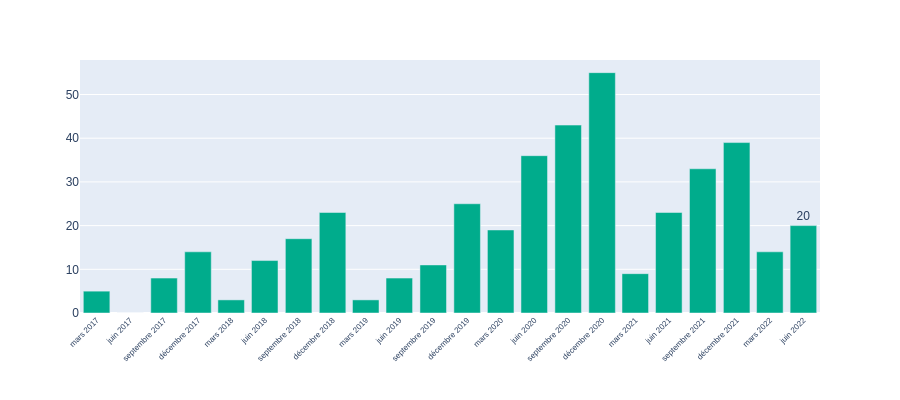 50
40
30
20
10
0
20
mars 2017
juin 2017
septembre 2017
décembre 2017
mars 2018
juin 2018
septembre 2018
décembre 2018
mars 2019
juin 2019
septembre 2019
décembre 2019
mars 2020
juin 2020
septembre 2020
décembre 2020
mars 2021
juin 2021
septembre 2021
décembre 2021
mars 2022
juin 2022